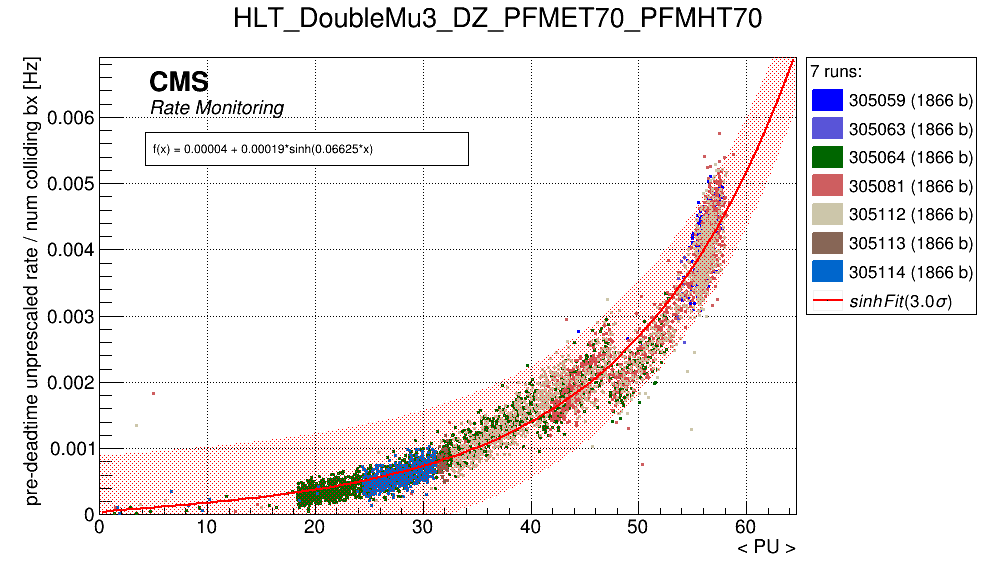 HLT_DoubleMu3_DZ_PFMET70_PFMHT70
pre-deadtime unprescaled rate / num colliding bx [Hz]
CMS
Rate Monitoring
f(x) = 0.00004 + 0.00019*sinh(0.06625*x)
0.006
0.005
0.004
0.003
0.002
0.001
0
0 10 20 30 40 50 60
< PU >
7 runs:
305059 (1866 b)
305063 (1866 b)
305064 (1866 b)
305081 (1866 b)
305112 (1866 b)
305113 (1866 b)
305114 (1866 b)
sinhFit(3.0σ)